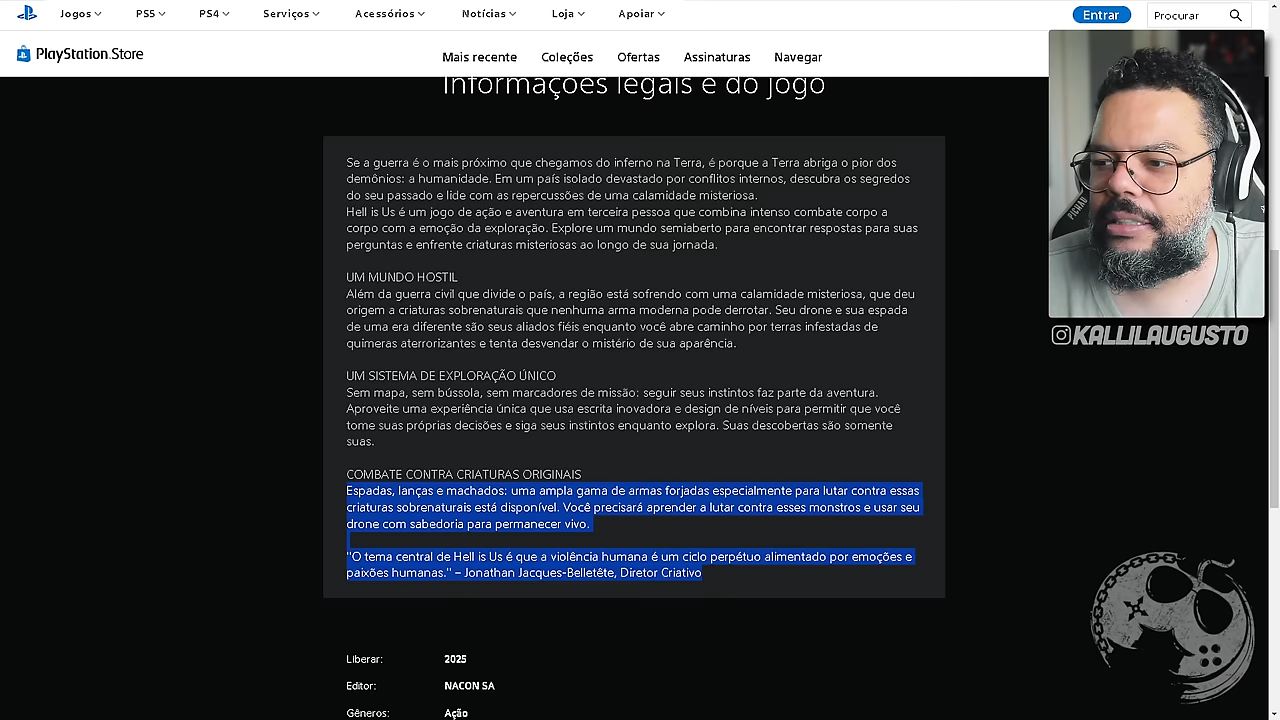 Jogos
PS5
PS4
Serviços
Acessórios
Notícias
Loja
Apoiar
Entrar
Procurar
PlayStation.Store
Mais recente
Coleções
Ofertas
Assinaturas
Navegar
Informações legais e do jogo
Se a guerra é o mais próximo que chegamos do inferno na Terra, é porque a Terra abriga o pior dos
demônios: a humanidade. Em um país isolado devastado por conflitos internos, descubra os segredos
do seu passado e lide com as repercussões de uma calamidade misteriosa.
Hell is Us é um jogo de ação e aventura em terceira pessoa que combina intenso combate corpo a
corpo com a emoção da exploração. Explore um mundo semiaberto para encontrar respostas para suas
perguntas e enfrente criaturas misteriosas ao longo de sua jornada.
UM MUNDO HOSTIL
Além da guerra civil que divide o país, a região está sofrendo com uma calamidade misteriosa, que deu
origem a criaturas sobrenaturais que nenhuma arma moderna pode derrotar. Seu drone e sua espada
de uma era diferente são seus aliados fiéis enquanto você abre caminho por terras infestadas de
quimeras aterrorizantes e tenta desvendar o mistério de sua aparência.
UM SISTEMA DE EXPLORAÇÃO ÚNICO
Sem mapa, sem bússola, sem marcadores de missão: seguir seus instintos faz parte da aventura.
Aproveite uma experiência única que usa escrita inovadora e design de níveis para permitir que você
tome suas próprias decisões e siga seus instintos enquanto explora. Suas descobertas são somente
suas.
COMBATE CONTRA CRIATURAS ORIGINAIS
Espadas, lanças e machados: uma ampla gama de armas forjadas especialmente para lutar contra essas
criaturas sobrenaturais está disponível. Você precisará aprender a lutar contra esses monstros e usar seu
drone com sabedoria para permanecer vivo.
"O tema central de Hell is Us é que a violência humana é um ciclo perpétuo alimentado por emoções e
paixões humanas." – Jonathan Jacques-Belletête, Diretor Criativo
Liberar: 2025
Editor: NACON SA
Gêneros: Ação
PICHAU
KALLILAUGUSTO